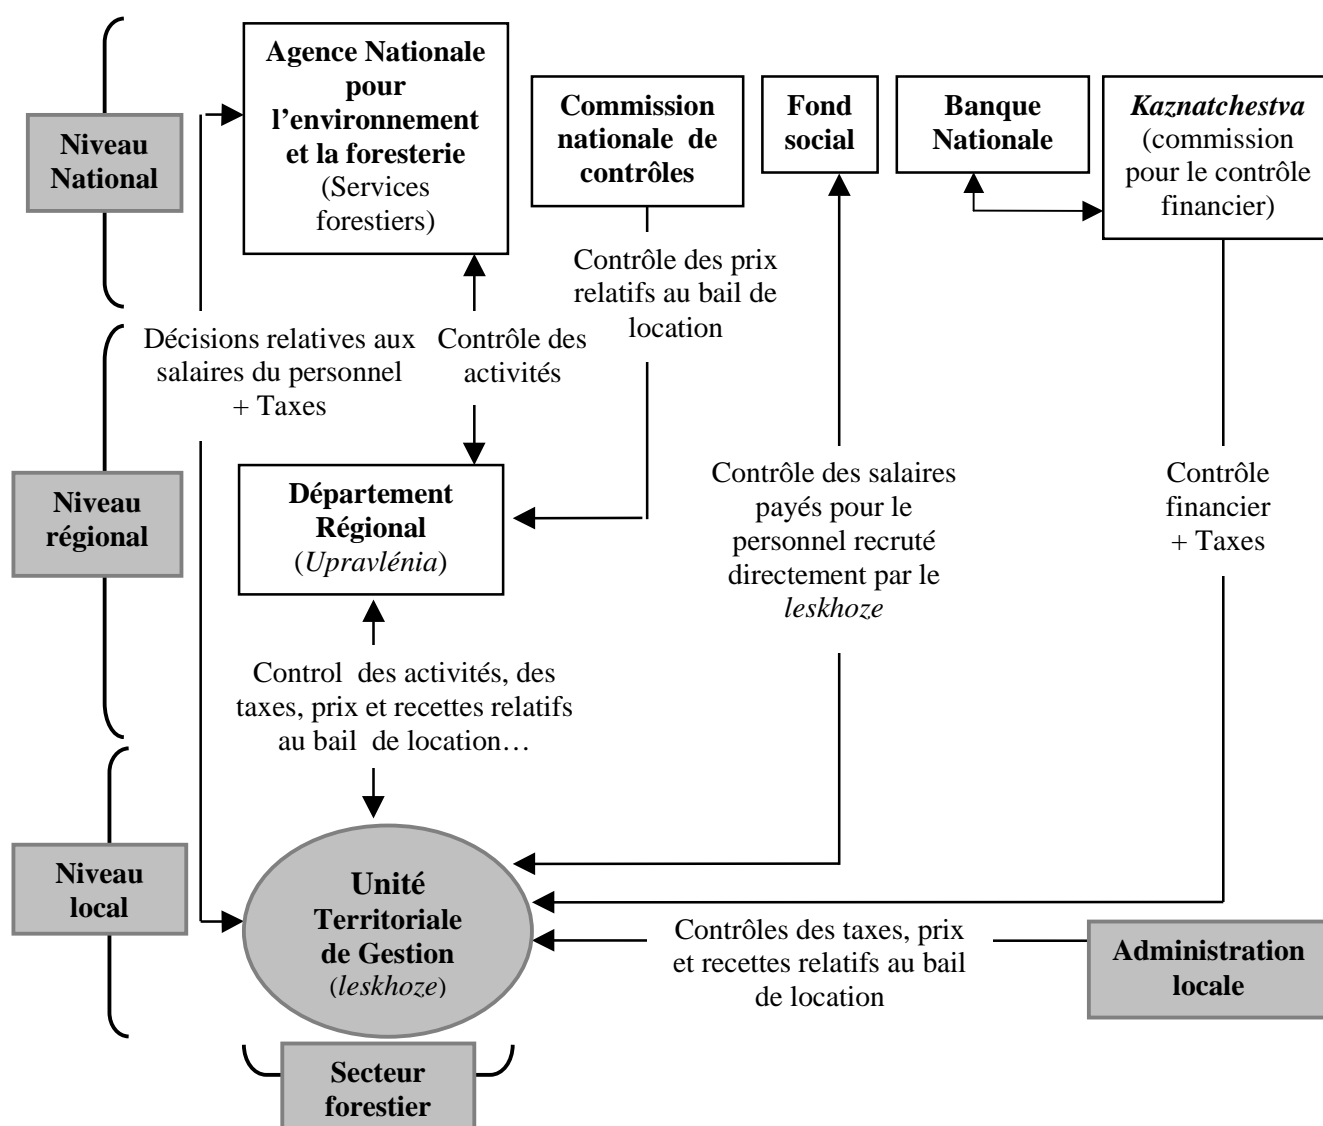 Agence Nationale
pour
l'environnement
et la foresterie
(Services
forestiers)
Commission
nationale de
contrôles
Fond
social
Banque
Nationale
Kaznatchestva
(commission
pour le contrôle
financier)
Niveau
National
Contrôle des prix
relatifs au bail de
location
Décisions relatives aux
salaires du personnel
+ Taxes
Contrôle des
activités
Niveau
régional
Département
Régional
(Upravlénia)
Contrôle des salaires
payés pour le
personnel recruté
directement par le
leskhoze
Contrôle
financier
+ Taxes
Control des activités, des
taxes, prix et recettes relatifs
au bail de location…
Niveau
local
Unité
Territoriale
de Gestion
(leskhoze)
Contrôles des taxes, prix
et recettes relatifs au bail
de location
Administration
locale
Secteur
forestier